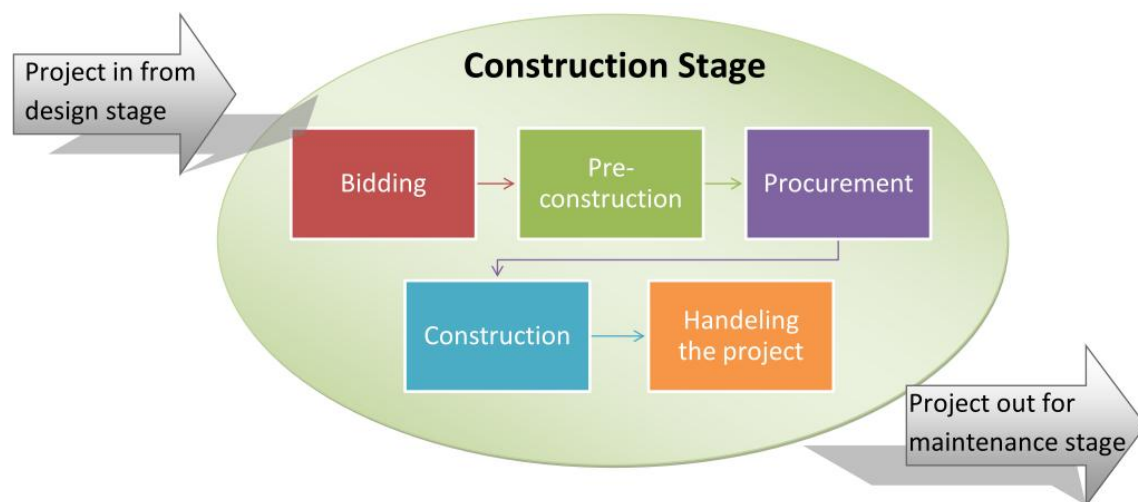 Project in from
design stage
Construction Stage
Bidding
Pre-
construction
Procurement
Construction
Handeling
the project
Project out for
maintenance stage